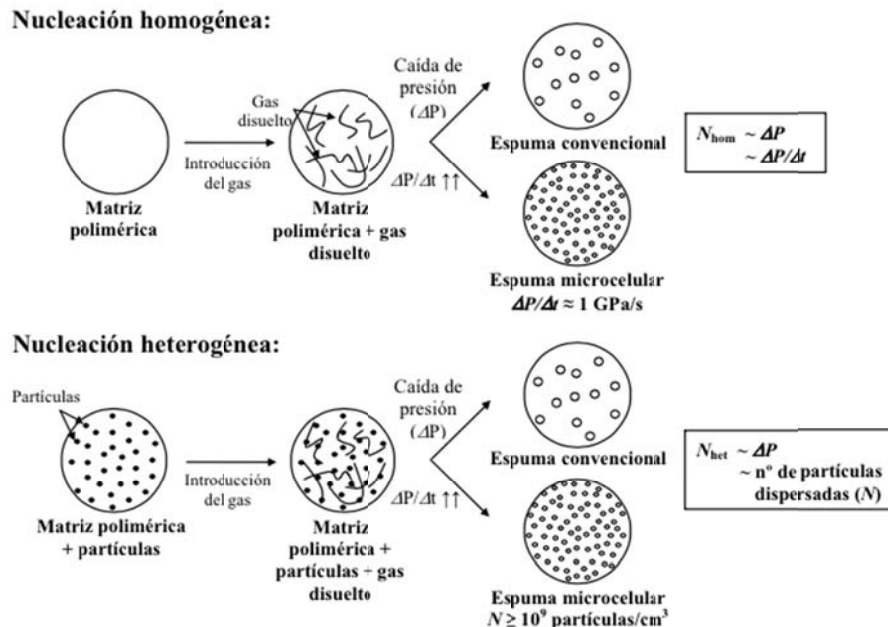 Nucleación homogénea:
Gas
disuelto
Introducción
del gas
Matriz
polimérica
Matriz
polimérica + gas
disuelto
Caída de
presión
(ΔP)
ΔP/Δt ↑↑
Espuma convencional
Espuma microcelular
ΔP/Δt ≈ 1 GPa/s
N hom ~ ΔP
~ ΔP/Δt
Nucleación heterogénea:
Partículas
Introducción
del gas
Matriz polimérica
+ partículas
Matriz
polimérica +
partículas + gas
disuelto
Caída de
presión
(ΔP)
ΔP/Δt ↑↑
Espuma convencional
Espuma microcelular
N ≥ 10⁹ partículas/cm³
N het ~ ΔP
~ nº de partículas
dispersadas (N)